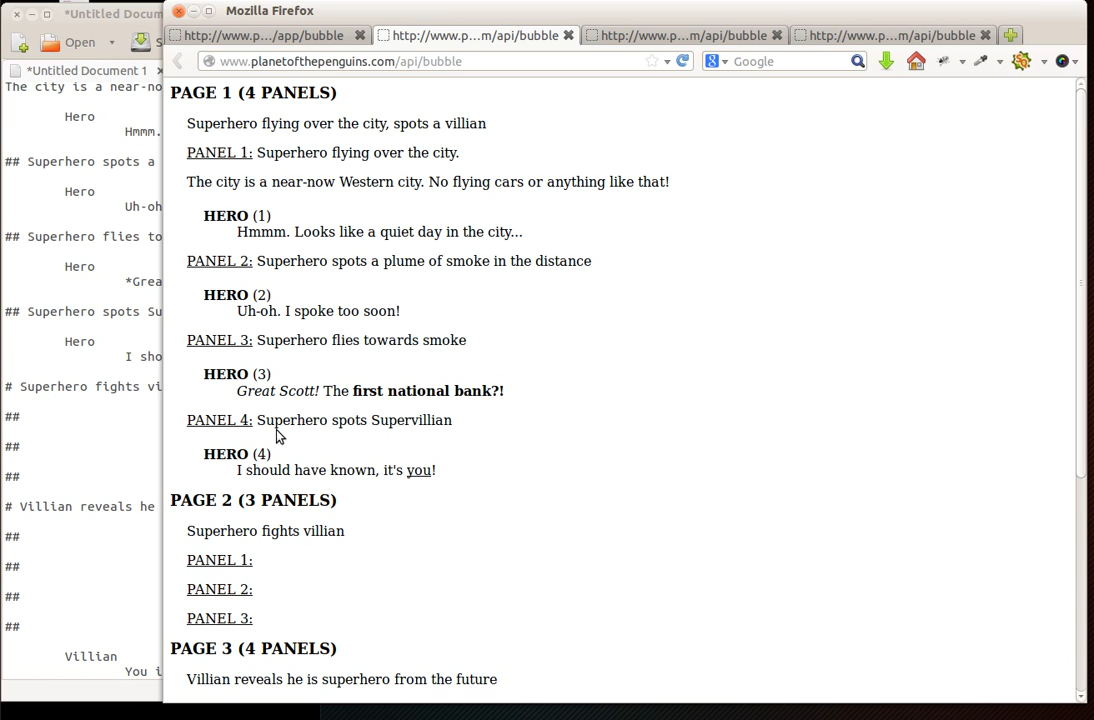 *Untitled Docum
Open
S
*Untitled Document 1
The city is a near-no
Hero
Hmmm.
## Superhero spots a
Hero
Uh-oh
## Superhero flies to
Hero
*Grea
## Superhero spots Su
Hero
I sho
# Superhero fights vi
##
##
##
# Villian reveals he
##
##
##
##
Villian
You i
Mozilla Firefox
http://www.p.../app/bubble
http://www.p...m/api/bubble
http://www.p...m/api/bubble
http://www.p...m/api/bubble
www.planetofthepenguins.com/api/bubble
Google
PAGE 1 (4 PANELS)
Superhero flying over the city, spots a villian
PANEL 1: Superhero flying over the city.
The city is a near-now Western city. No flying cars or anything like that!
HERO (1)
Hmmm. Looks like a quiet day in the city...
PANEL 2: Superhero spots a plume of smoke in the distance
HERO (2)
Uh-oh. I spoke too soon!
PANEL 3: Superhero flies towards smoke
HERO (3)
Great Scott! The first national bank?!
PANEL 4: Superhero spots Supervillian
HERO (4)
I should have known, it's you!
PAGE 2 (3 PANELS)
Superhero fights villian
PANEL 1:
PANEL 2:
PANEL 3:
PAGE 3 (4 PANELS)
Villian reveals he is superhero from the future